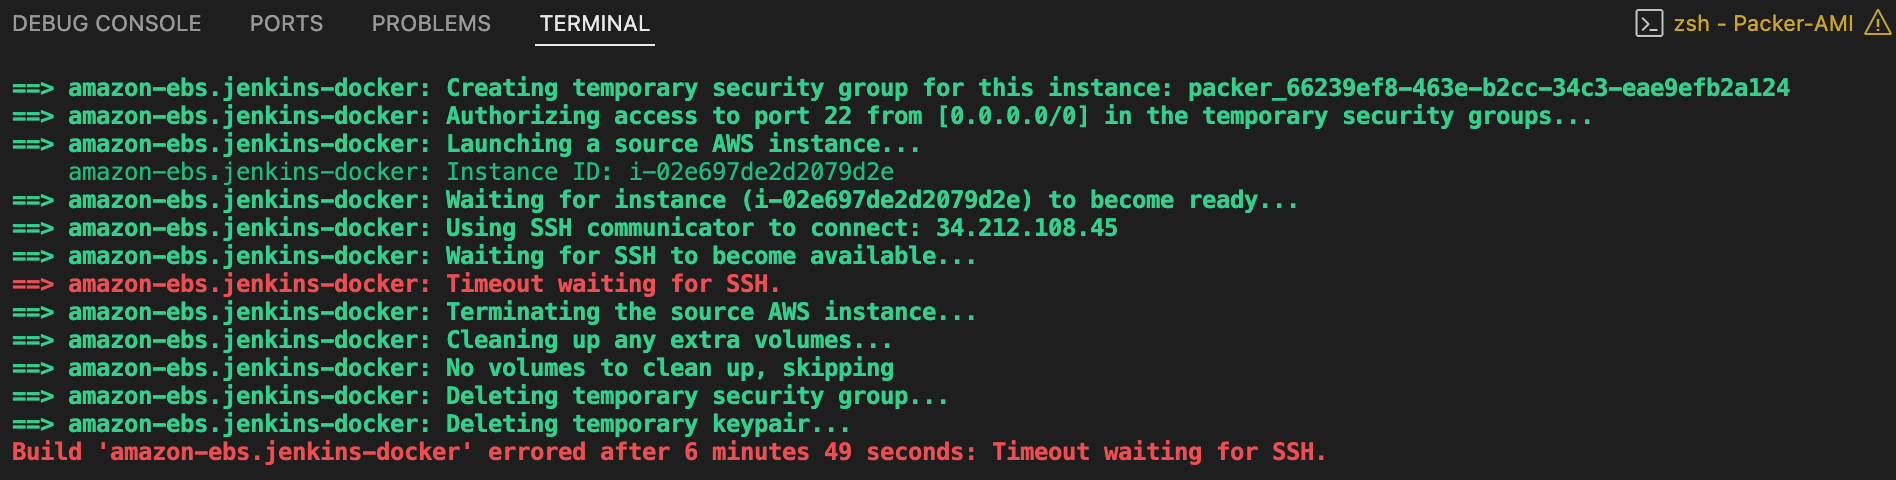 DEBUG CONSOLE PORTS PROBLEMS TERMINAL zsh - Packer-AMI
==> amazon-ebs.jenkins-docker: Creating temporary security group for this instance: packer_66239ef8-463e-b2cc-34c3-eae9efb2a124
==> amazon-ebs.jenkins-docker: Authorizing access to port 22 from [0.0.0.0/0] in the temporary security groups...
==> amazon-ebs.jenkins-docker: Launching a source AWS instance...
    amazon-ebs.jenkins-docker: Instance ID: i-02e697de2d2079d2e
==> amazon-ebs.jenkins-docker: Waiting for instance (i-02e697de2d2079d2e) to become ready...
==> amazon-ebs.jenkins-docker: Using SSH communicator to connect: 34.212.108.45
==> amazon-ebs.jenkins-docker: Waiting for SSH to become available...
==> amazon-ebs.jenkins-docker: Timeout waiting for SSH.
==> amazon-ebs.jenkins-docker: Terminating the source AWS instance...
==> amazon-ebs.jenkins-docker: Cleaning up any extra volumes...
==> amazon-ebs.jenkins-docker: No volumes to clean up, skipping
==> amazon-ebs.jenkins-docker: Deleting temporary security group...
==> amazon-ebs.jenkins-docker: Deleting temporary keypair...
Build 'amazon-ebs.jenkins-docker' errored after 6 minutes 49 seconds: Timeout waiting for SSH.